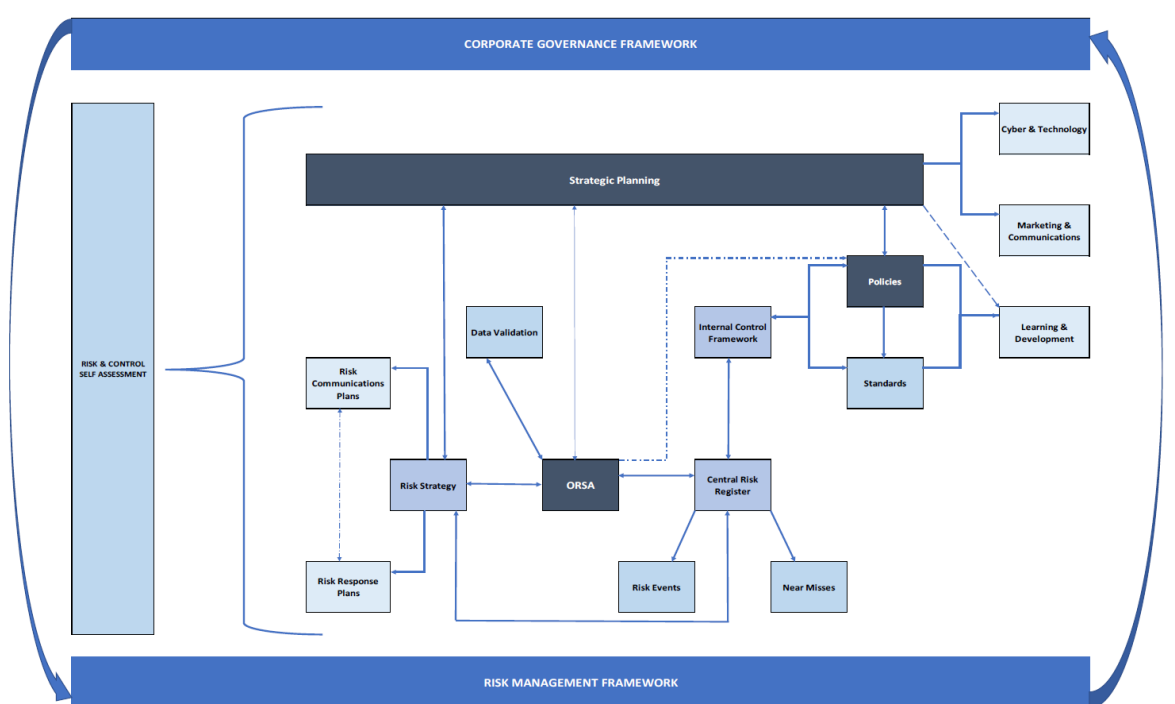 CORPORATE GOVERNANCE FRAMEWORK
Cyber & Technology
Strategic Planning
Marketing &
Communications
Policies
Data Validation
Internal Control
Framework
Learning &
Development
RISK & CONTROL
SELF ASSESSMENT
Risk
Communications
Plans
Standards
Risk Strategy
ORSA
Central Risk
Register
Risk Response
Plans
Risk Events
Near Misses
RISK MANAGEMENT FRAMEWORK